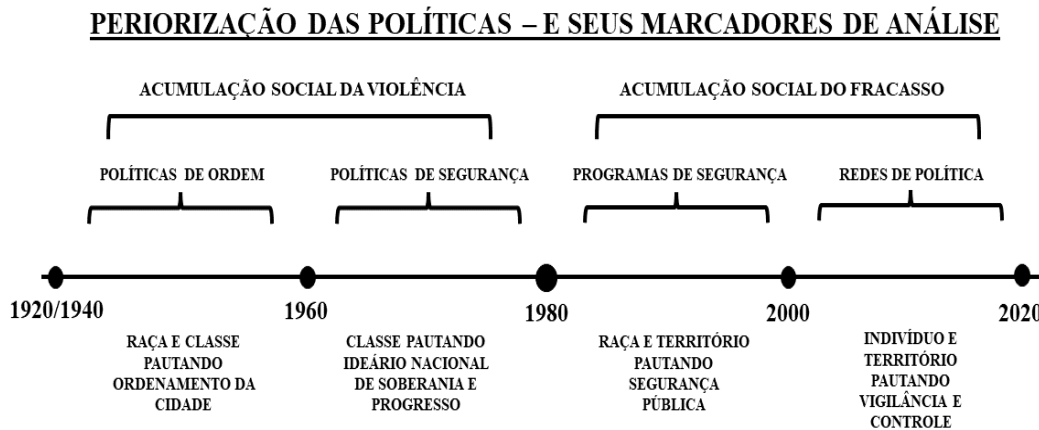 PERIORIZAÇÃO DAS POLÍTICAS – E SEUS MARCADORES DE ANÁLISE
ACUMULAÇÃO SOCIAL DA VIOLÊNCIA
ACUMULAÇÃO SOCIAL DO FRACASSO
POLÍTICAS DE ORDEM
POLÍTICAS DE SEGURANÇA
PROGRAMAS DE SEGURANÇA
REDES DE POLÍTICA
1920/1940
1960
1980
2000
2020
RAÇA E CLASSE
PAUTANDO
ORDENAMENTO DA
CIDADE
CLASSE PAUTANDO
IDEÁRIO NACIONAL
DE SOBERANIA E
PROGRESSO
RAÇA E TERRITÓRIO
PAUTANDO
SEGURANÇA
PÚBLICA
INDIVÍDUO E
TERRITÓRIO
PAUTANDO
VIGILÂNCIA E
CONTROLE